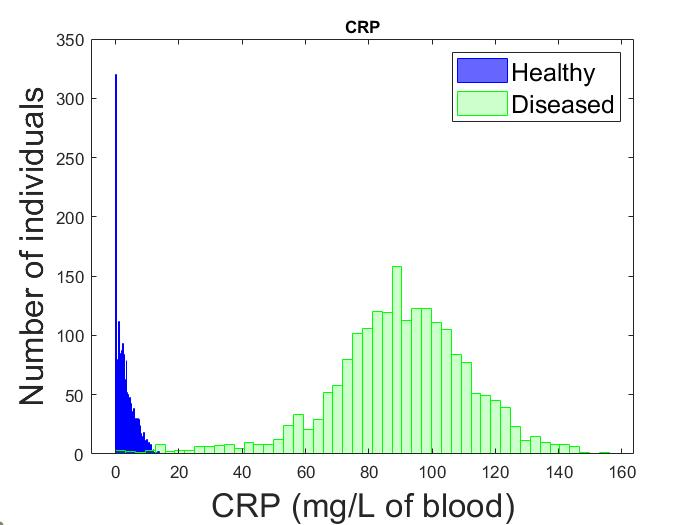 CRP
350
300
250
200
150
100
50
0
Number of individuals
Healthy
Diseased
0 20 40 60 80 100 120 140 160
CRP (mg/L of blood)